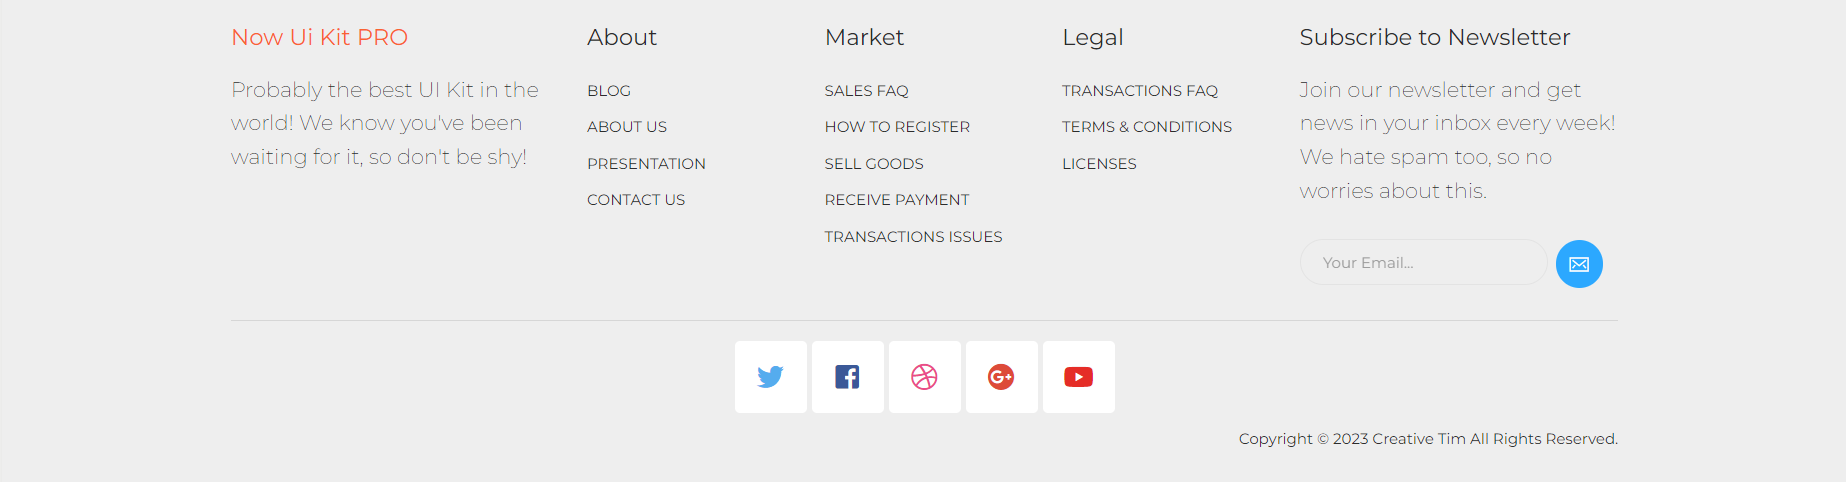 Now Ui Kit PRO
Probably the best UI Kit in the
world! We know you've been
waiting for it, so don't be shy!
About
BLOG
ABOUT US
PRESENTATION
CONTACT US
Market
SALES FAQ
HOW TO REGISTER
SELL GOODS
RECEIVE PAYMENT
TRANSACTIONS ISSUES
Legal
TRANSACTIONS FAQ
TERMS & CONDITIONS
LICENSES
Subscribe to Newsletter
Join our newsletter and get
news in your inbox every week!
We hate spam too, so no
worries about this.
Your Email...
Copyright © 2023 Creative Tim All Rights Reserved.